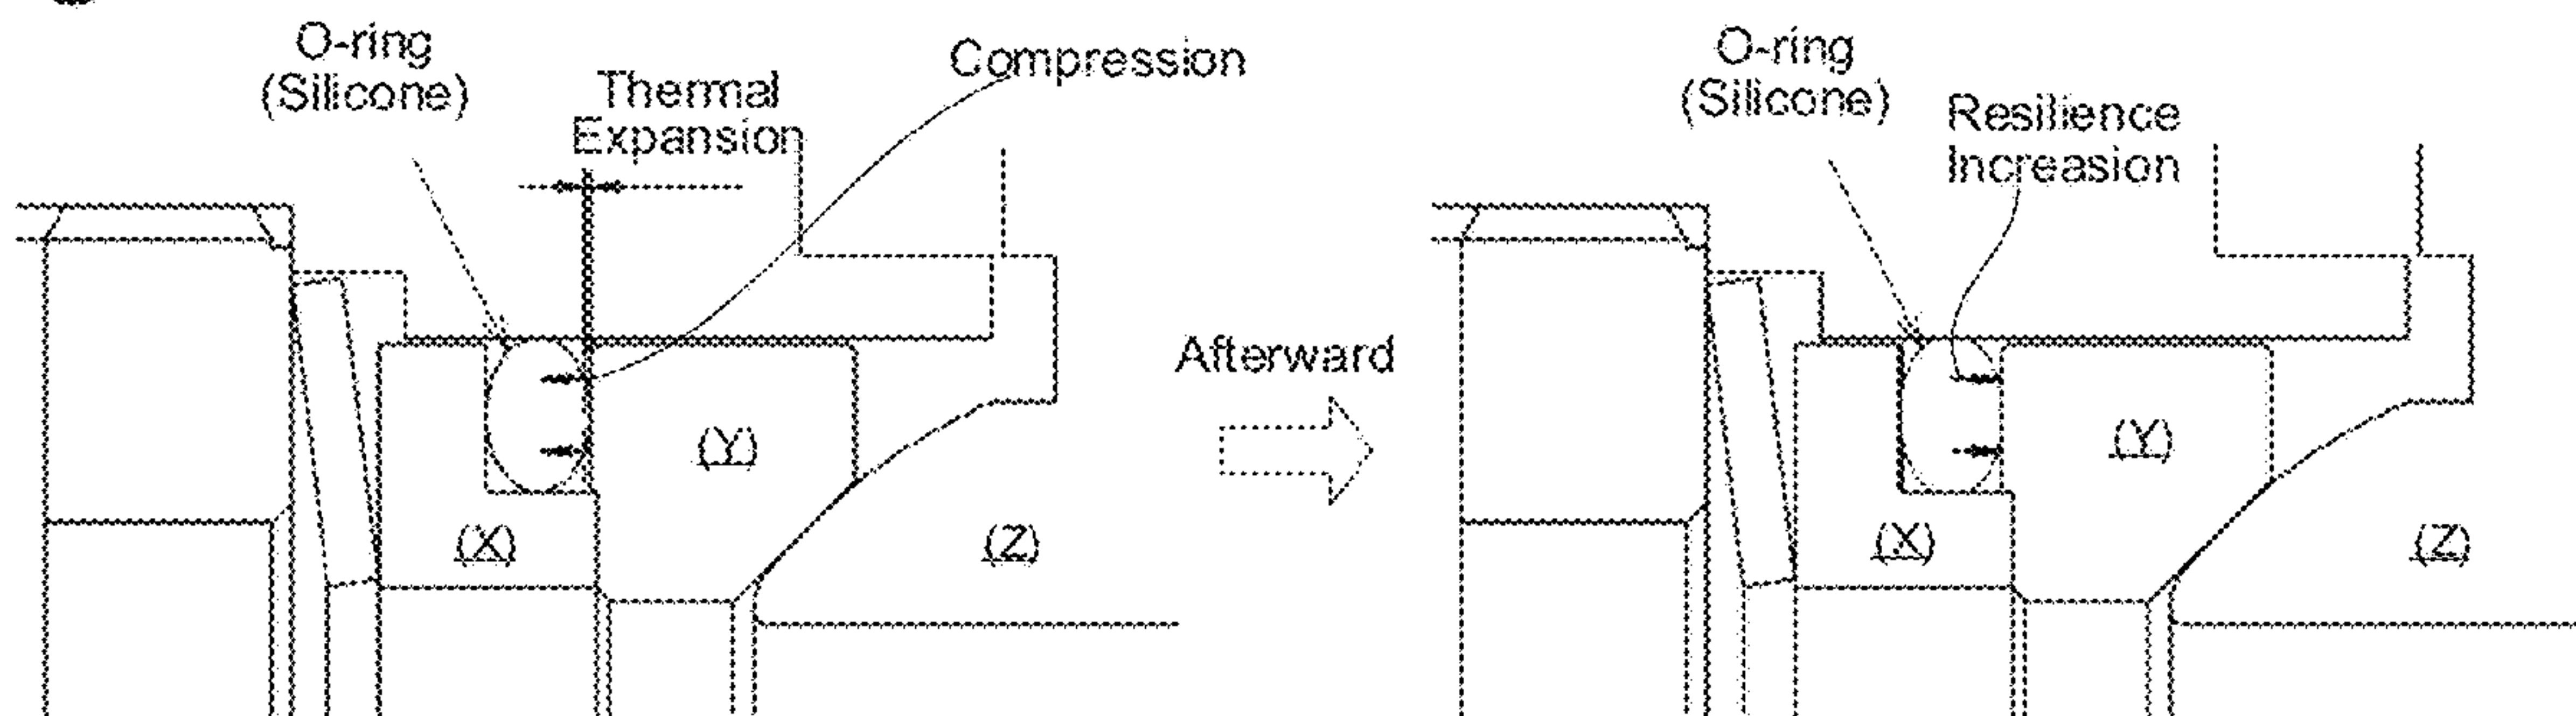 O-ring
(Silicone)
Thermal
Expansion
Compression
(Y)
(X)
(Z)
Afterward
O-ring
(Silicone)
Resilience
Increasion
(Y)
(X)
(Z)